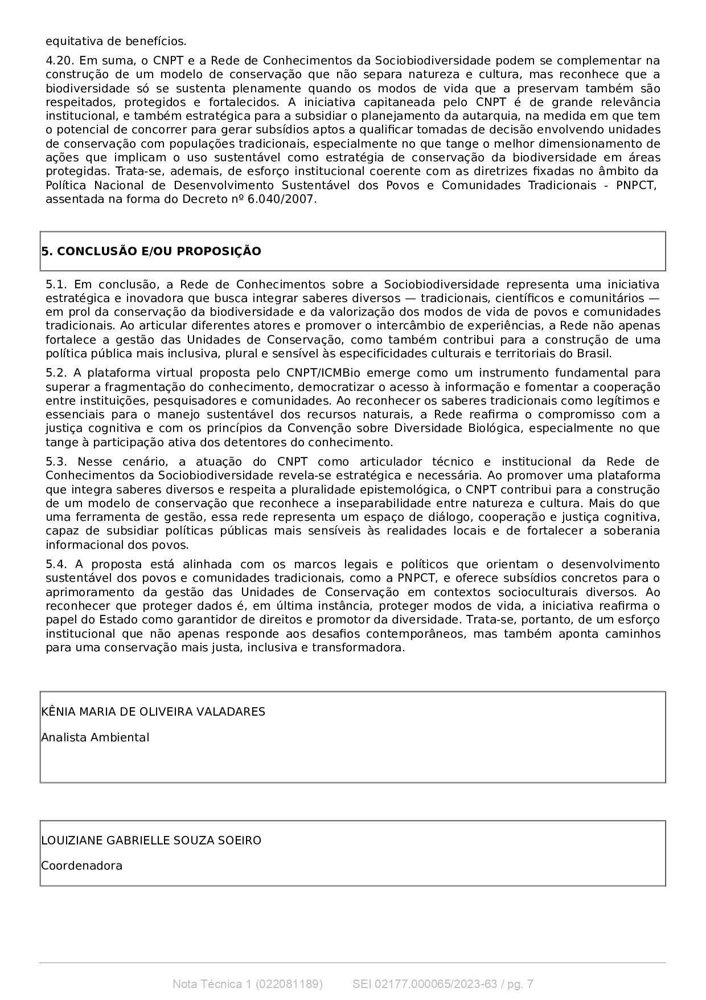 equitativa de benefícios.
4.20. Em suma, o CNPT e a Rede de Conhecimentos da Sociobiodiversidade podem se complementar na
construção de um modelo de conservação que não separa natureza e cultura, mas reconhece que a
biodiversidade só se sustenta plenamente quando os modos de vida que a preservam também são
respeitados, protegidos e fortalecidos. A iniciativa capitaneada pelo CNPT é de grande relevância
institucional, e também estratégica para a subsidiar o planejamento da autarquia, na medida em que tem
o potencial de concorrer para gerar subsídios aptos a qualificar tomadas de decisão envolvendo unidades
de conservação com populações tradicionais, especialmente no que tange o melhor dimensionamento de
ações que implicam o uso sustentável como estratégia de conservação da biodiversidade em áreas
protegidas. Trata-se, ademais, de esforço institucional coerente com as diretrizes fixadas no âmbito da
Política Nacional de Desenvolvimento Sustentável dos Povos e Comunidades Tradicionais - PNPCT,
assentada na forma do Decreto nº 6.040/2007.
5. CONCLUSÃO E/OU PROPOSIÇÃO
5.1. Em conclusão, a Rede de Conhecimentos sobre a Sociobiodiversidade representa uma iniciativa
estratégica e inovadora que busca integrar saberes diversos — tradicionais, científicos e comunitários —
em prol da conservação da biodiversidade e da valorização dos modos de vida de povos e comunidades
tradicionais. Ao articular diferentes atores e promover o intercâmbio de experiências, a Rede não apenas
fortalece a gestão das Unidades de Conservação, como também contribui para a construção de uma
política pública mais inclusiva, plural e sensível às especificidades culturais e territoriais do Brasil.
5.2. A plataforma virtual proposta pelo CNPT/ICMBio emerge como um instrumento fundamental para
superar a fragmentação do conhecimento, democratizar o acesso à informação e fomentar a cooperação
entre instituições, pesquisadores e comunidades. Ao reconhecer os saberes tradicionais como legítimos e
essenciais para o manejo sustentável dos recursos naturais, a Rede reafirma o compromisso com a
justiça cognitiva e com os princípios da Convenção sobre Diversidade Biológica, especialmente no que
tange à participação ativa dos detentores do conhecimento.
5.3. Nesse cenário, a atuação do CNPT como articulador técnico e institucional da Rede de
Conhecimentos da Sociobiodiversidade revela-se estratégica e necessária. Ao promover uma plataforma
que integra saberes diversos e respeita a pluralidade epistemológica, o CNPT contribui para a construção
de um modelo de conservação que reconhece a inseparabilidade entre natureza e cultura. Mais do que
uma ferramenta de gestão, essa rede representa um espaço de diálogo, cooperação e justiça cognitiva,
capaz de subsidiar políticas públicas mais sensíveis às realidades locais e de fortalecer a soberania
informacional dos povos.
5.4. A proposta está alinhada com os marcos legais e políticos que orientam o desenvolvimento
sustentável dos povos e comunidades tradicionais, como a PNPCT, e oferece subsídios concretos para o
aprimoramento da gestão das Unidades de Conservação em contextos socioculturais diversos. Ao
reconhecer que proteger dados é, em última instância, proteger modos de vida, a iniciativa reafirma o
papel do Estado como garantidor de direitos e promotor da diversidade. Trata-se, portanto, de um esforço
institucional que não apenas responde aos desafios contemporâneos, mas também aponta caminhos
para uma conservação mais justa, inclusiva e transformadora.
KÊNIA MARIA DE OLIVEIRA VALADARES
Analista Ambiental
LOUIZIANE GABRIELLE SOUZA SOEIRO
Coordenadora
Nota Técnica 1 (022081189) SEI 02177.000065/2023-63 / pg. 7